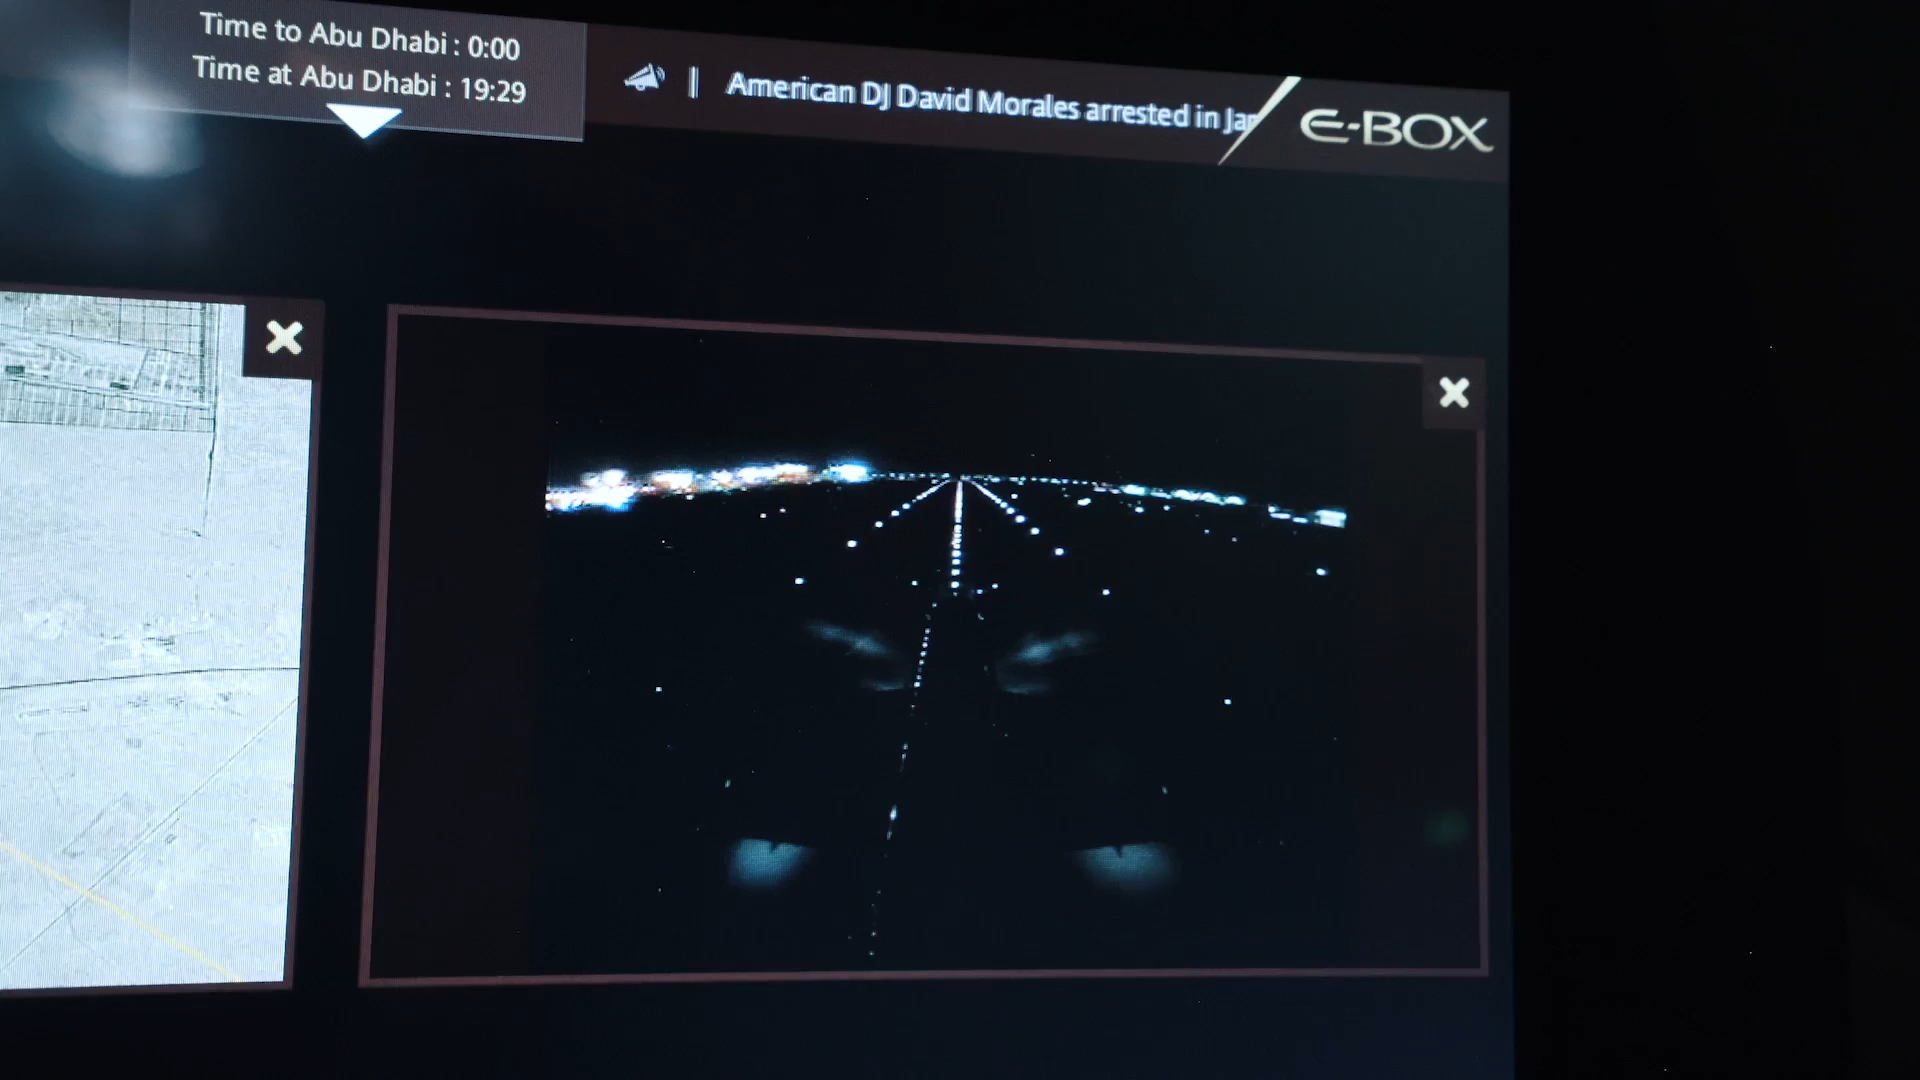 Time to Abu Dhabi : 0:00
Time at Abu Dhabi : 19:29
American DJ David Morales arrested in
E-BOX